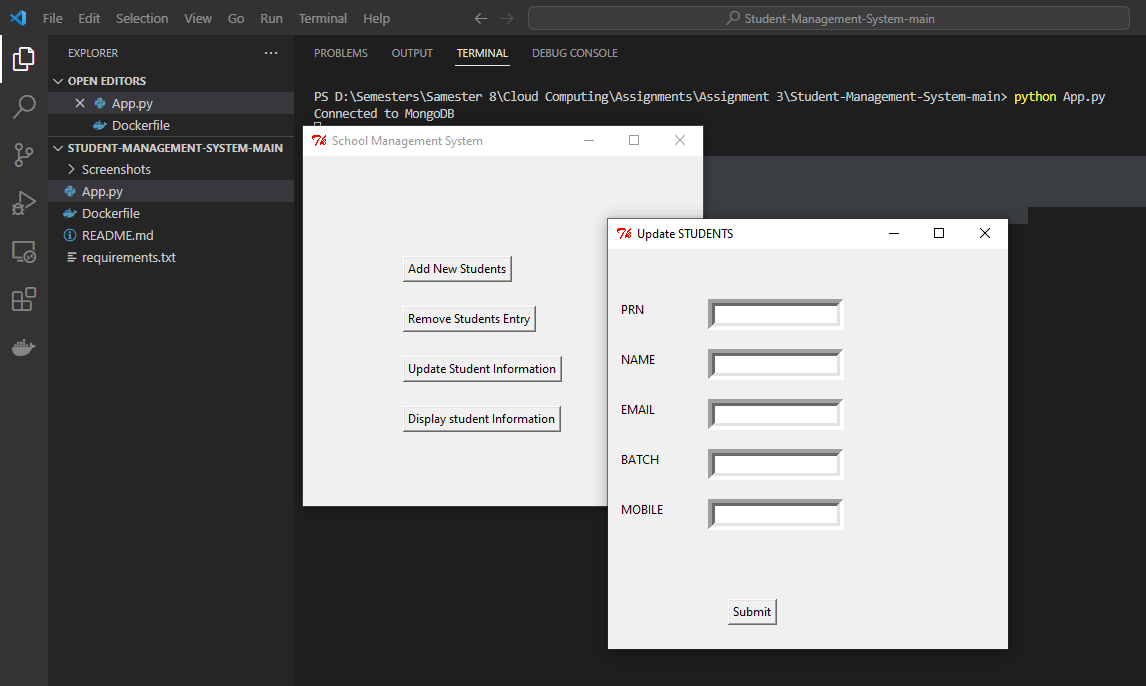 File Edit Selection View Go Run Terminal Help
Student-Management-System-main
EXPLORER
OPEN EDITORS
App.py
Dockerfile
STUDENT-MANAGEMENT-SYSTEM-MAIN
Screenshots
App.py
Dockerfile
README.md
requirements.txt
PROBLEMS OUTPUT TERMINAL DEBUG CONSOLE
PS D:\Semesters\Samester 8\Cloud Computing\Assignments\Assignment 3\Student-Management-System-main> python App.py
Connected to MongoDB
School Management System
Add New Students
Remove Students Entry
Update Student Information
Display student Information
Update STUDENTS
PRN
NAME
EMAIL
BATCH
MOBILE
Submit